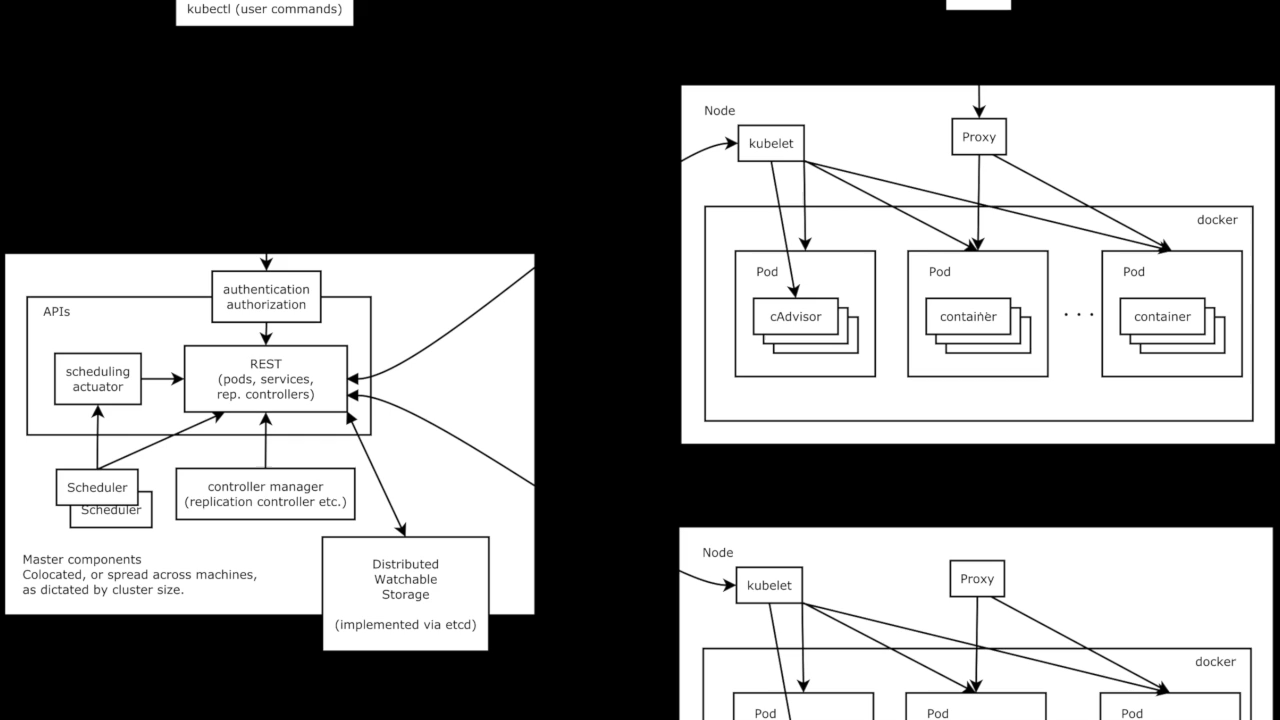 kubectl (user commands)
authentication
authorization
APIs
scheduling
actuator
REST
(pods, services,
rep. controllers)
Scheduler
Scheduler
controller manager
(replication controller etc.)
Master components
Colocated, or spread across machines,
as dictated by cluster size.
Distributed
Watchable
Storage
(implemented via etcd)
Node
kubelet
Proxy
docker
Pod
cAdvisor
Pod
container
. . .
Pod
container
Node
kubelet
Proxy
docker
Pod
Pod
Pod